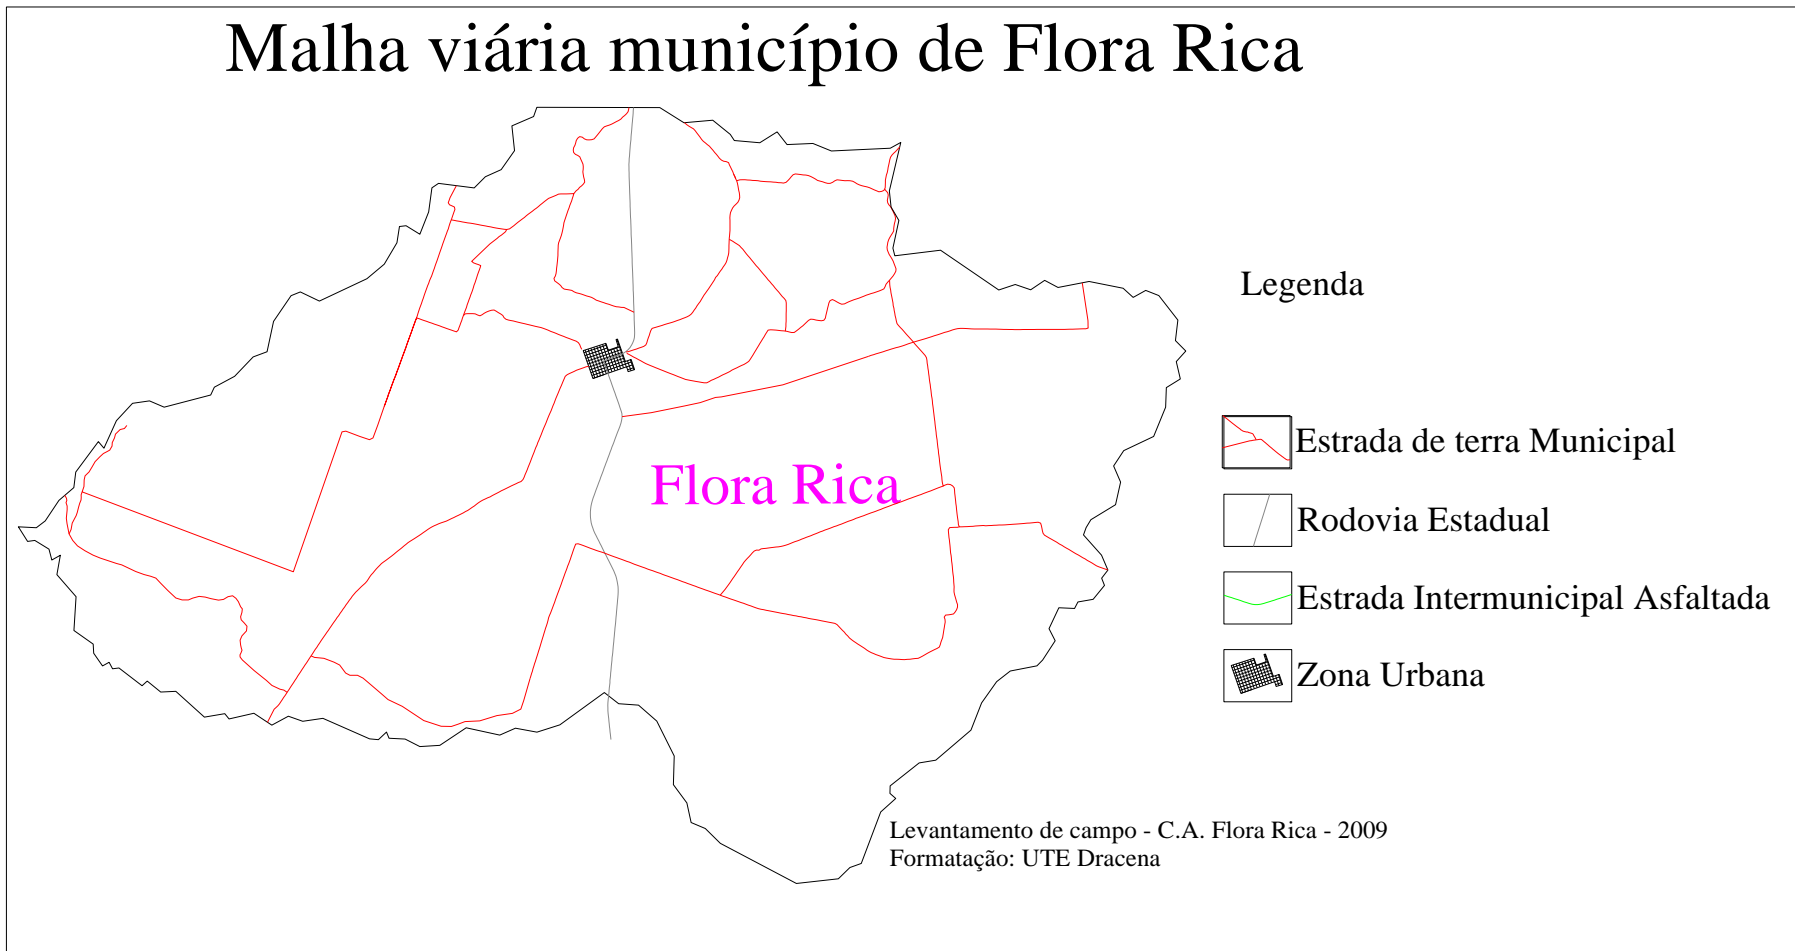 Malha viária município de Flora Rica
Legenda
Estrada de terra Municipal
Flora Rica
Rodovia Estadual
Estrada Intermunicipal Asfaltada
Zona Urbana
Levantamento de campo - C.A. Flora Rica - 2009
Formatação: UTE Dracena